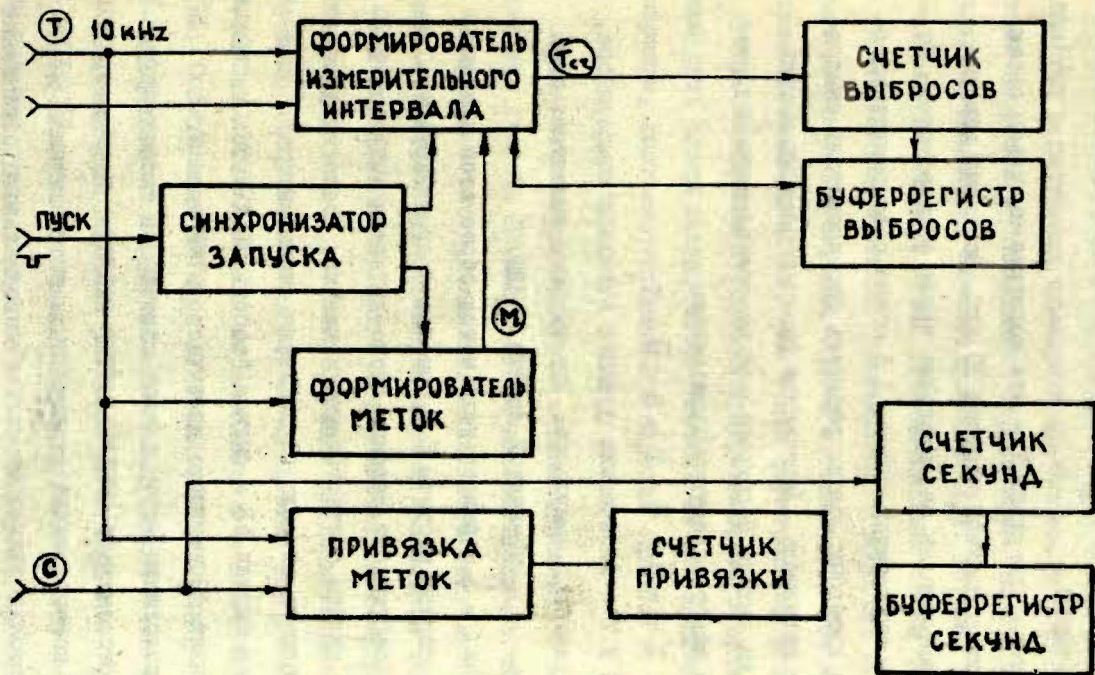 Т 10 кHz
ФОРМИРОВАТЕЛЬ
ИЗМЕРИТЕЛЬНОГО
ИНТЕРВАЛА
Тсч
СЧЕТЧИК
ВЫБРОСОВ
БУФЕРРЕГИСТР
ВЫБРОСОВ
ПУСК
СИНХРОНИЗАТОР
ЗАПУСКА
М
ФОРМИРОВАТЕЛЬ
МЕТОК
СЧЕТЧИК
СЕКУНД
С
ПРИВЯЗКА
МЕТОК
СЧЕТЧИК
ПРИВЯЗКИ
БУФЕРРЕГИСТР
СЕКУНД